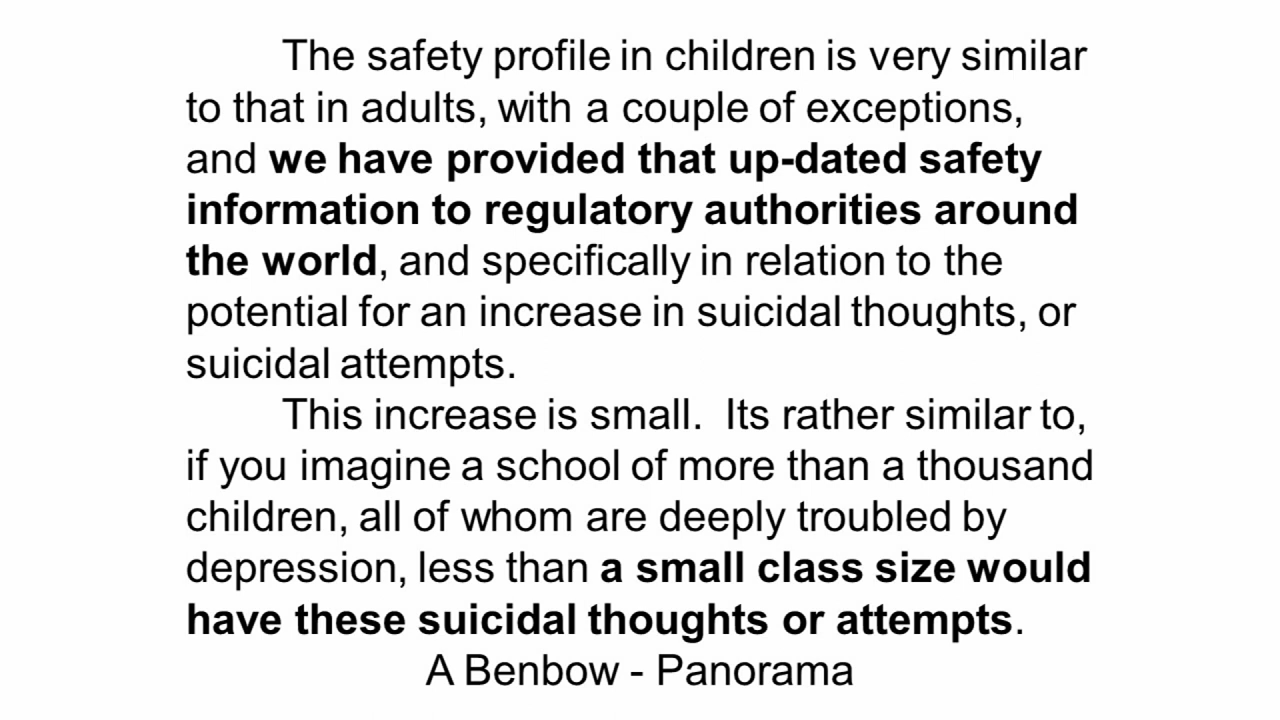 The safety profile in children is very similar
to that in adults, with a couple of exceptions,
and we have provided that up-dated safety
information to regulatory authorities around
the world, and specifically in relation to the
potential for an increase in suicidal thoughts, or
suicidal attempts.
This increase is small.  Its rather similar to,
if you imagine a school of more than a thousand
children, all of whom are deeply troubled by
depression, less than a small class size would
have these suicidal thoughts or attempts.
A Benbow - Panorama